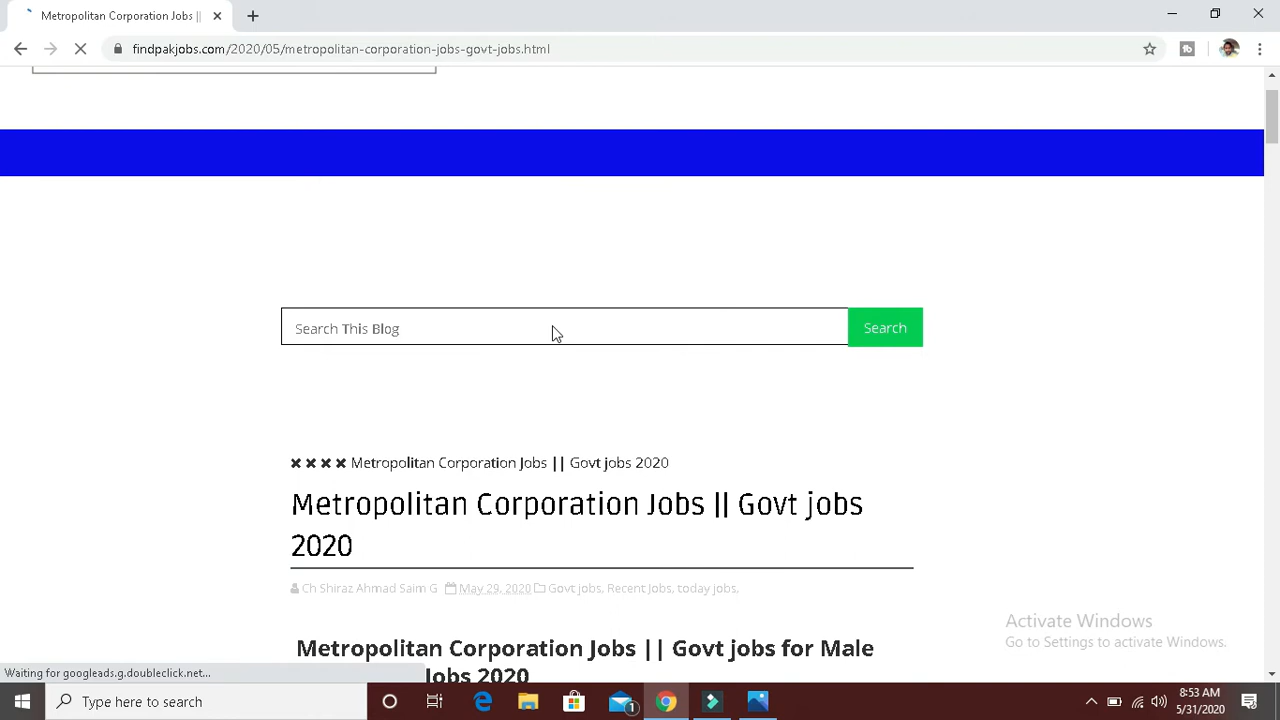 Metropolitan Corporation Jobs ||
findpakjobs.com/2020/05/metropolitan-corporation-jobs-govt-jobs.html
Search This Blog
Search
Metropolitan Corporation Jobs || Govt jobs 2020
Metropolitan Corporation Jobs || Govt jobs
2020
Ch Shiraz Ahmad Saim G May 29, 2020 Govt jobs, Recent Jobs, today jobs,
Activate Windows
Go to Settings to activate Windows.
Metropolitan Corporation Jobs || Govt jobs for Male
Jobs 2020
Waiting for googleads.g.doubleclick.net...
Type here to search
1
8:53 AM
5/31/2020